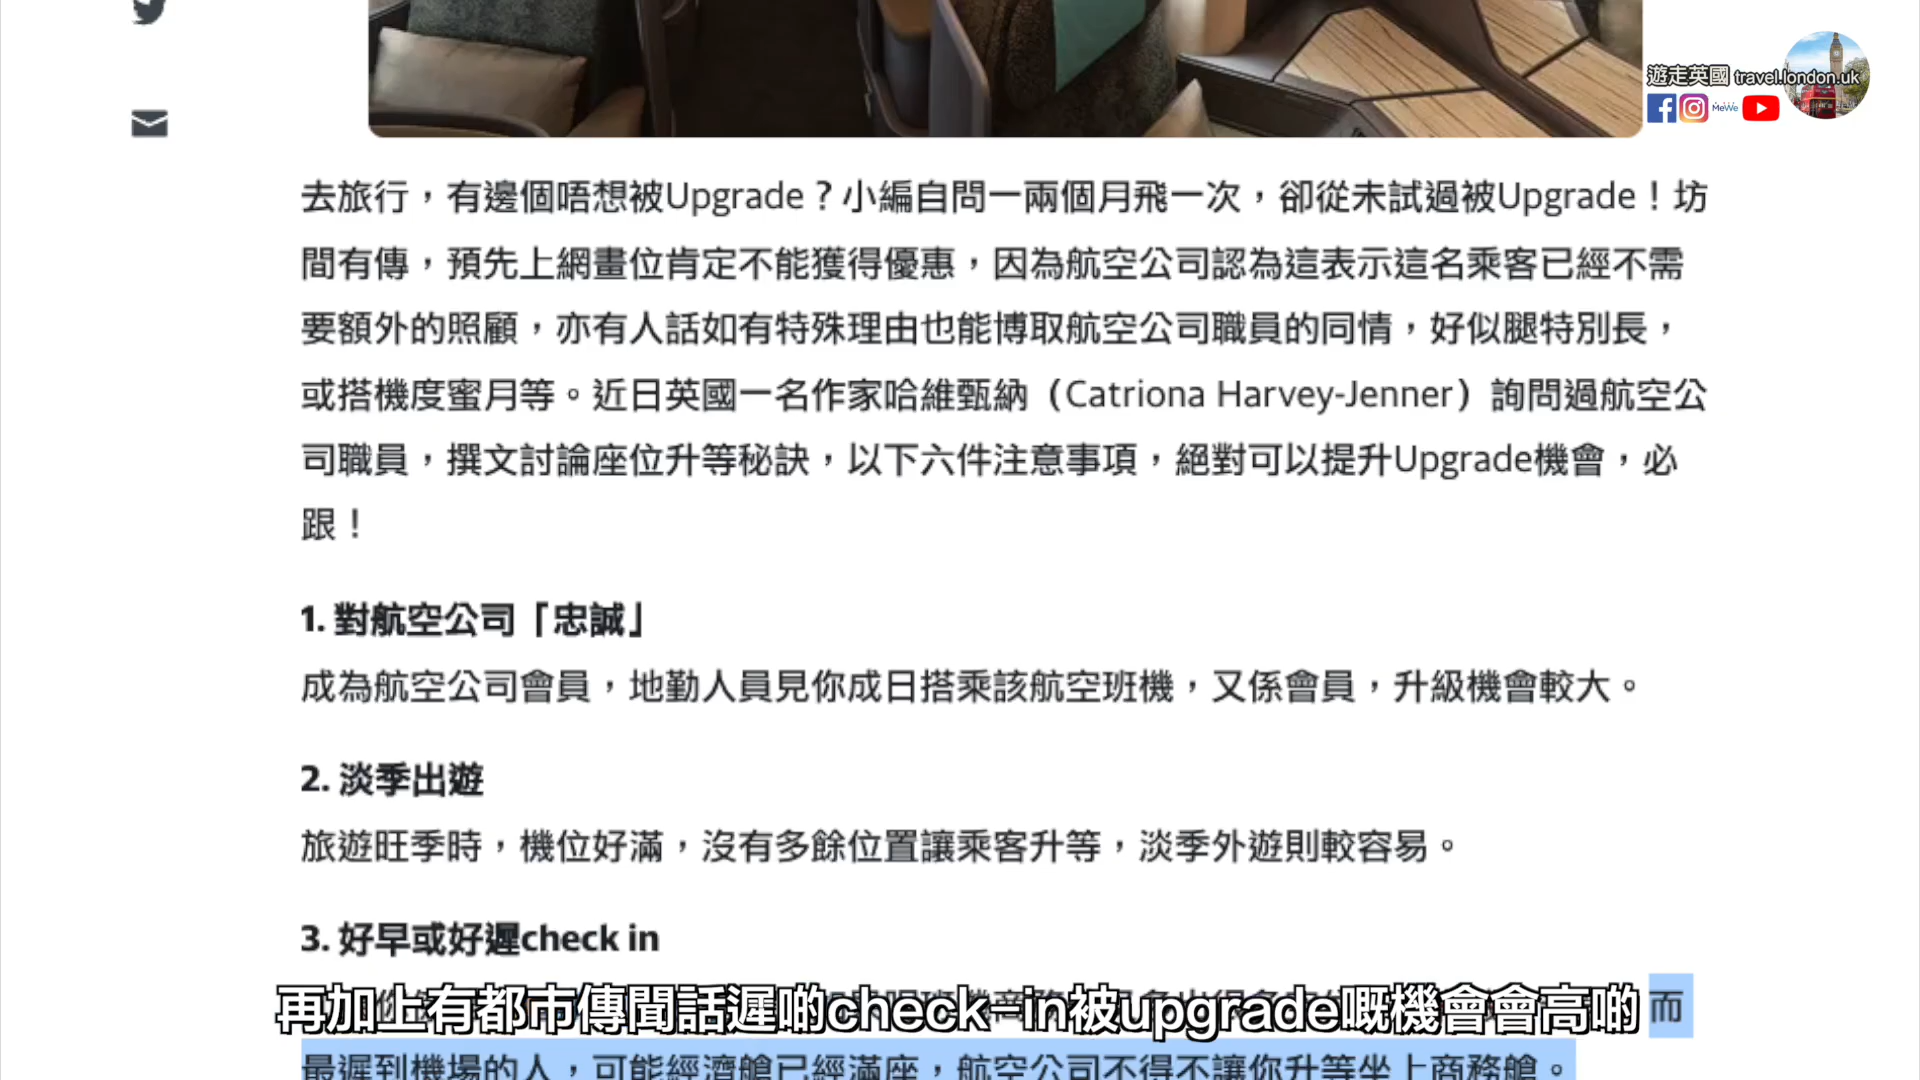 遊走英國 travel.london.uk
MeWe
去旅行，有邊個唔想被Upgrade？小編自問一兩個月飛一次，卻從未試過被Upgrade！坊
間有傳，預先上網畫位肯定不能獲得優惠，因為航空公司認為這表示這名乘客已經不需
要額外的照顧，亦有人話如有特殊理由也能博取航空公司職員的同情，好似腿特別長，
或搭機度蜜月等。近日英國一名作家哈維甄納（Catriona Harvey-Jenner）詢問過航空公
司職員，撰文討論座位升等秘訣，以下六件注意事項，絕對可以提升Upgrade機會，必
跟！
1. 對航空公司「忠誠」
成為航空公司會員，地勤人員見你成日搭乘該航空班機，又係會員，升級機會較大。
2. 淡季出遊
旅遊旺季時，機位好滿，沒有多餘位置讓乘客升等，淡季外遊則較容易。
3. 好早或好遲check in
再加上有都市傳聞話遲啲check-in被upgrade嘅機會會高啲
而
最遲到機場的人，可能經濟艙已經滿座，航空公司不得不讓你升等坐上商務艙。